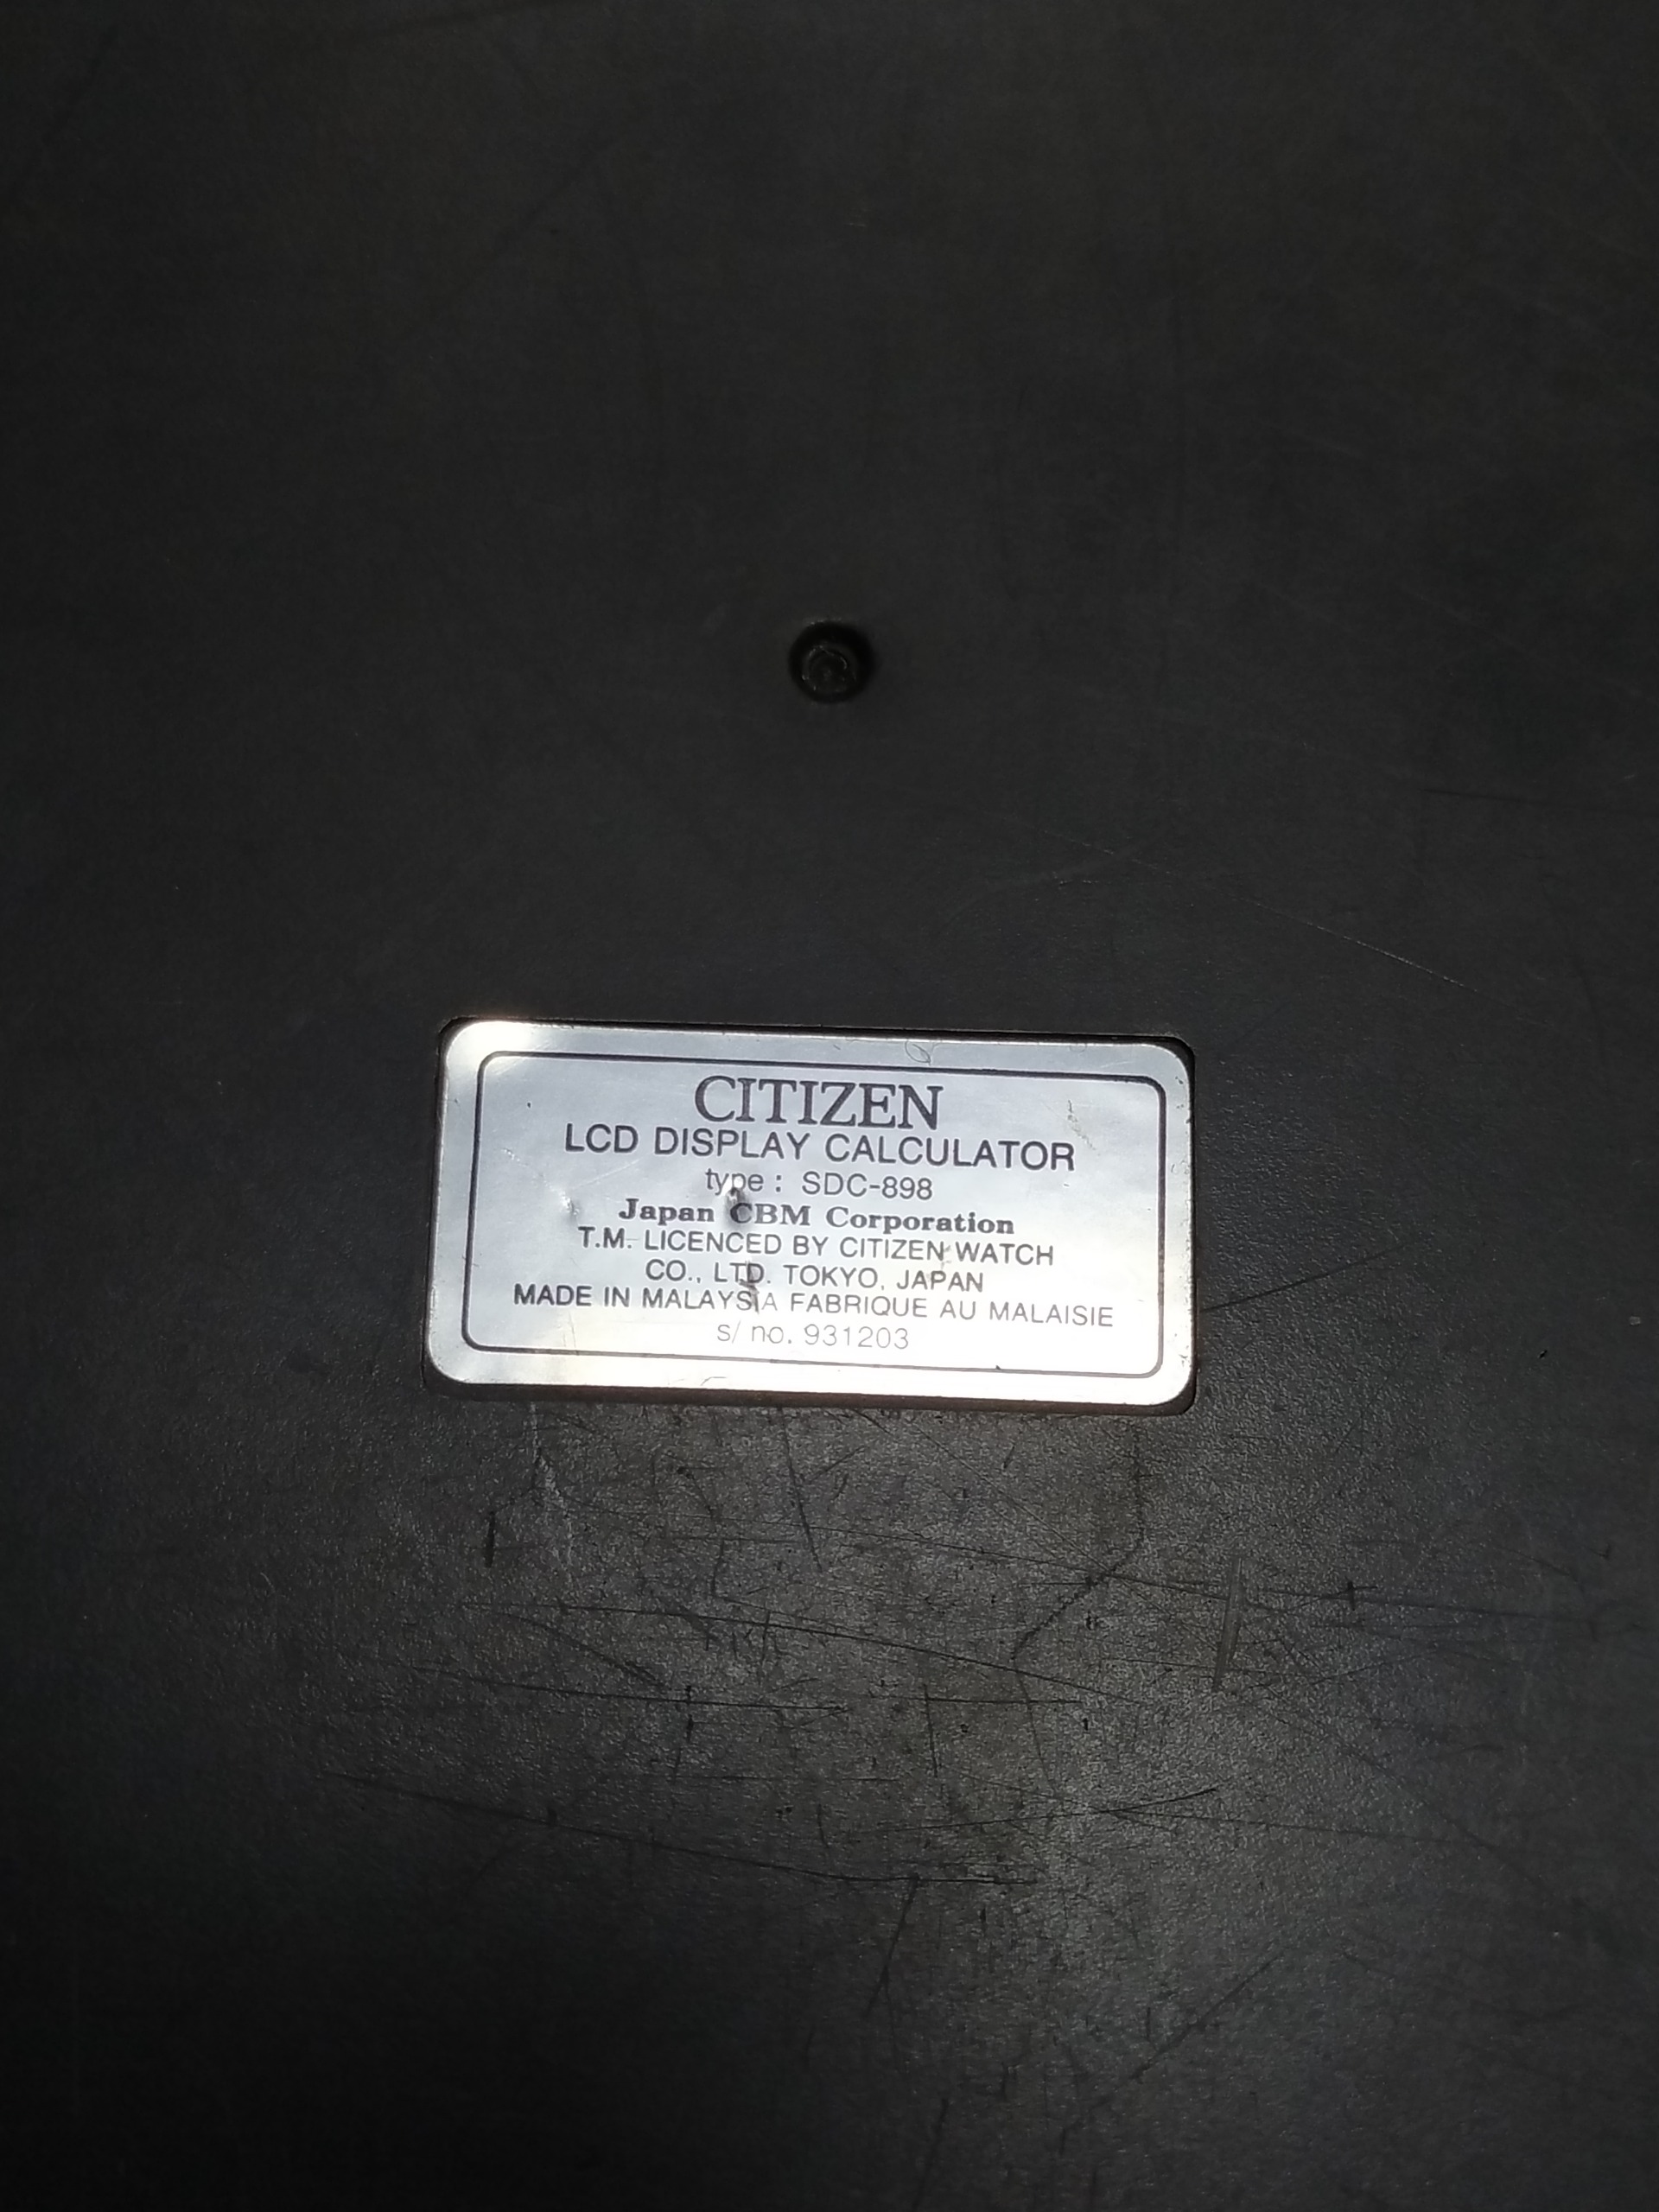 CITIZEN
LCD DISPLAY CALCULATOR
type : SDC-898
Japan CBM Corporation
T.M. LICENCED BY CITIZEN WATCH
CO., LTD. TOKYO, JAPAN
MADE IN MALAYSIA FABRIQUE AU MALAISIE
s/ no. 931203